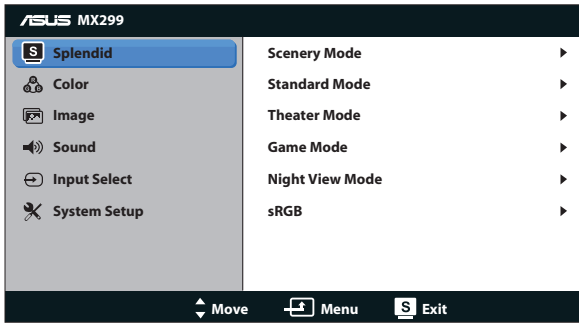 ASUS MX299
S Splendid
Color
Image
Sound
Input Select
System Setup
Scenery Mode
Standard Mode
Theater Mode
Game Mode
Night View Mode
sRGB
Move Menu S Exit